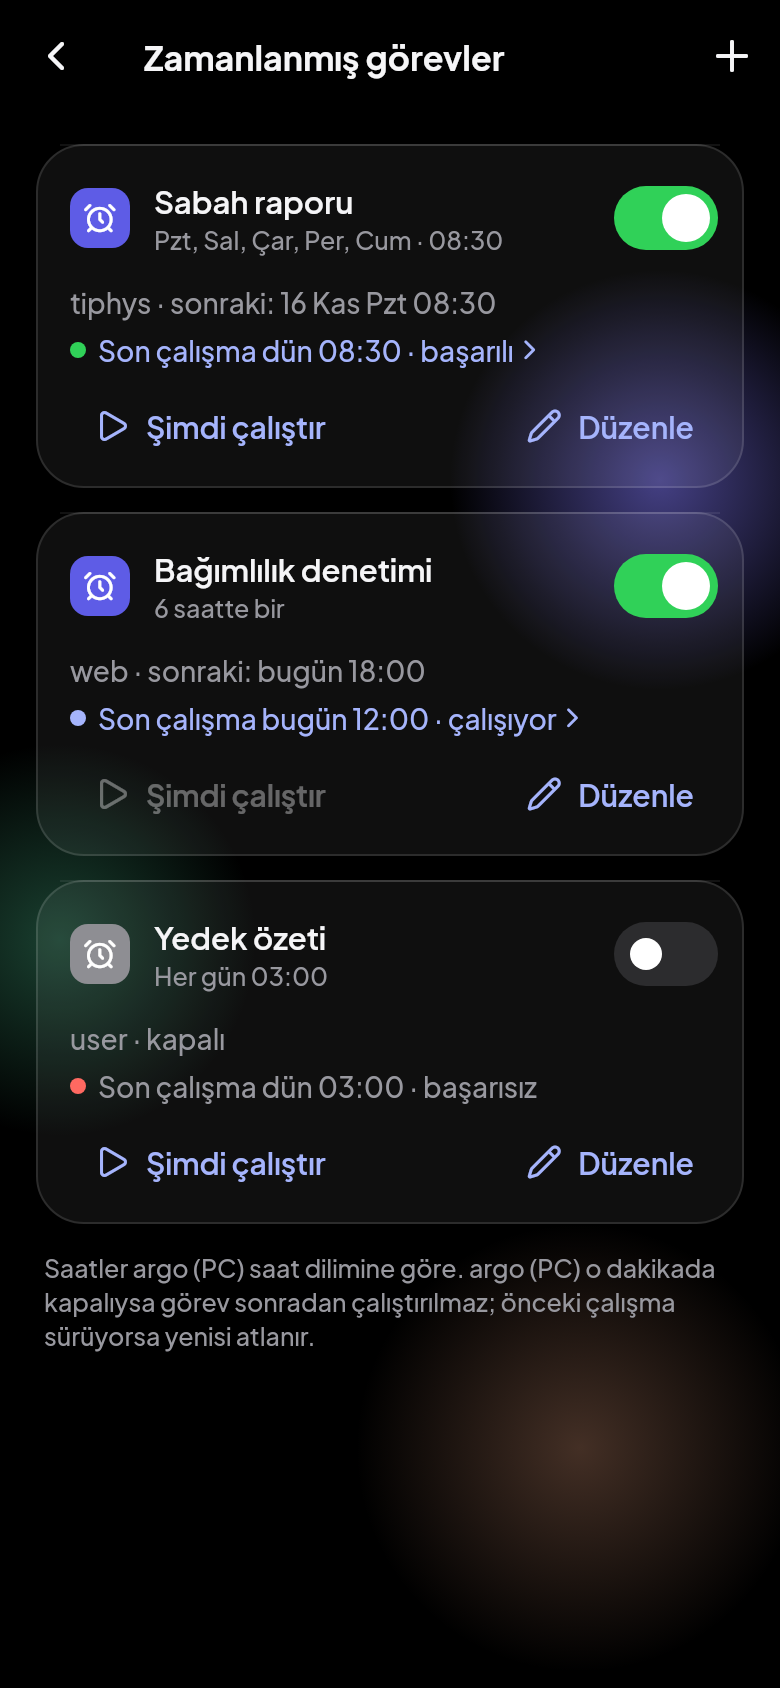 Zamanlanmış görevler
Sabah raporu
Pzt, Sal, Çar, Per, Cum · 08:30
tiphys · sonraki: 16 Kas Pzt 08:30
Son çalışma dün 08:30 · başarılı
Şimdi çalıştır
Düzenle
Bağımlılık denetimi
6 saatte bir
web · sonraki: bugün 18:00
Son çalışma bugün 12:00 · çalışıyor
Şimdi çalıştır
Düzenle
Yedek özeti
Her gün 03:00
user · kapalı
Son çalışma dün 03:00 · başarısız
Şimdi çalıştır
Düzenle
Saatler argo (PC) saat dilimine göre. argo (PC) o dakikada
kapalıysa görev sonradan çalıştırılmaz; önceki çalışma
sürüyorsa yenisi atlanır.